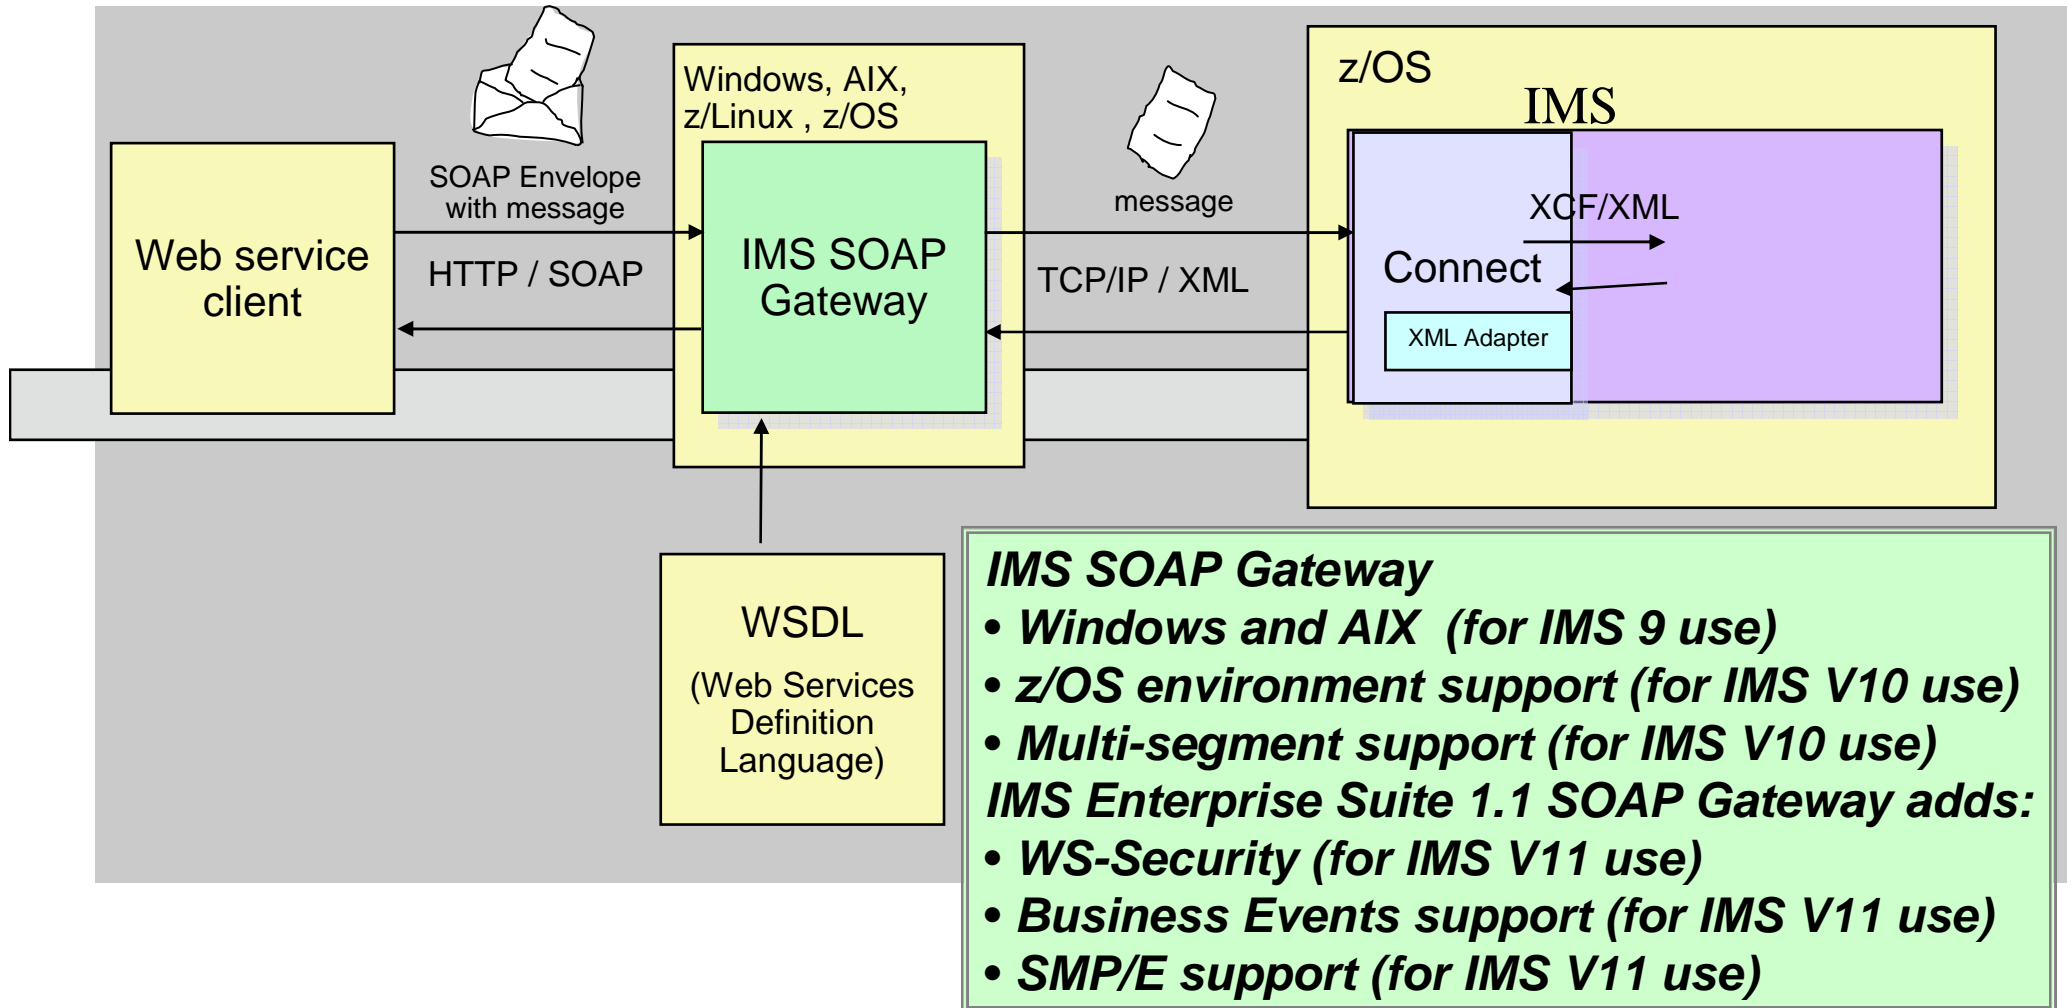 SOAP Envelope
with message
Windows, AIX,
z/Linux , z/OS
message
z/OS
IMS
Web service
client
HTTP / SOAP
IMS SOAP
Gateway
TCP/IP / XML
XCF/XML
Connect
XML Adapter
WSDL
(Web Services
Definition
Language)
IMS SOAP Gateway
• Windows and AIX  (for IMS 9 use)
• z/OS environment support (for IMS V10 use)
• Multi-segment support (for IMS V10 use)
IMS Enterprise Suite 1.1 SOAP Gateway adds:
• WS-Security (for IMS V11 use)
• Business Events support (for IMS V11 use)
• SMP/E support (for IMS V11 use)